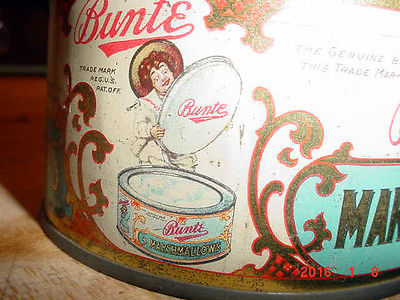 Bunte
TRADE MARK
REG. U.S.
PAT. OFF.
THE GENUINE
THIS TRADE MAR
Bunte
Bunte
MARSHMALLOWS
MAR
2016 1 6